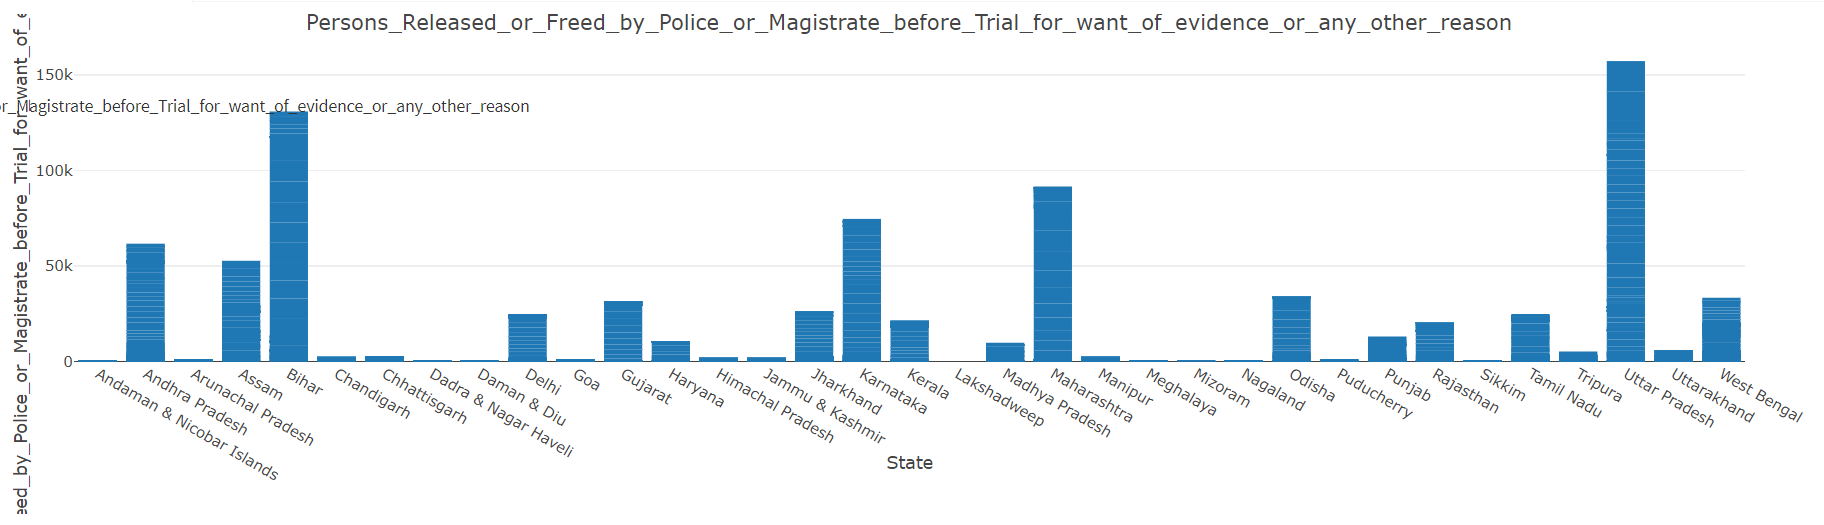 Persons_Released_or_Freed_by_Police_or_Magistrate_before_Trial_for_want_of_evidence_or_any_other_reason
eed_by_Police_or_Magistrate_before_Trial_for_want_of_e
150k
or_Magistrate_before_Trial_for_want_of_evidence_or_any_other_reason
100k
50k
0
Andaman & Nicobar Islands
Andhra Pradesh
Arunachal Pradesh
Assam
Bihar
Chandigarh
Chhattisgarh
Dadra & Nagar Haveli
Daman & Diu
Delhi
Goa
Gujarat
Haryana
Himachal Pradesh
Jammu & Kashmir
Jharkhand
Karnataka
Kerala
Lakshadweep
Madhya Pradesh
Maharashtra
Manipur
Meghalaya
Mizoram
Nagaland
Odisha
Puducherry
Punjab
Rajasthan
Sikkim
Tamil Nadu
Tripura
Uttar Pradesh
Uttarakhand
West Bengal
State